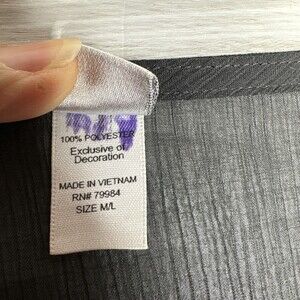 100% POLYESTER
Exclusive of
Decoration
MADE IN VIETNAM
RN# 79984
SIZE M/L